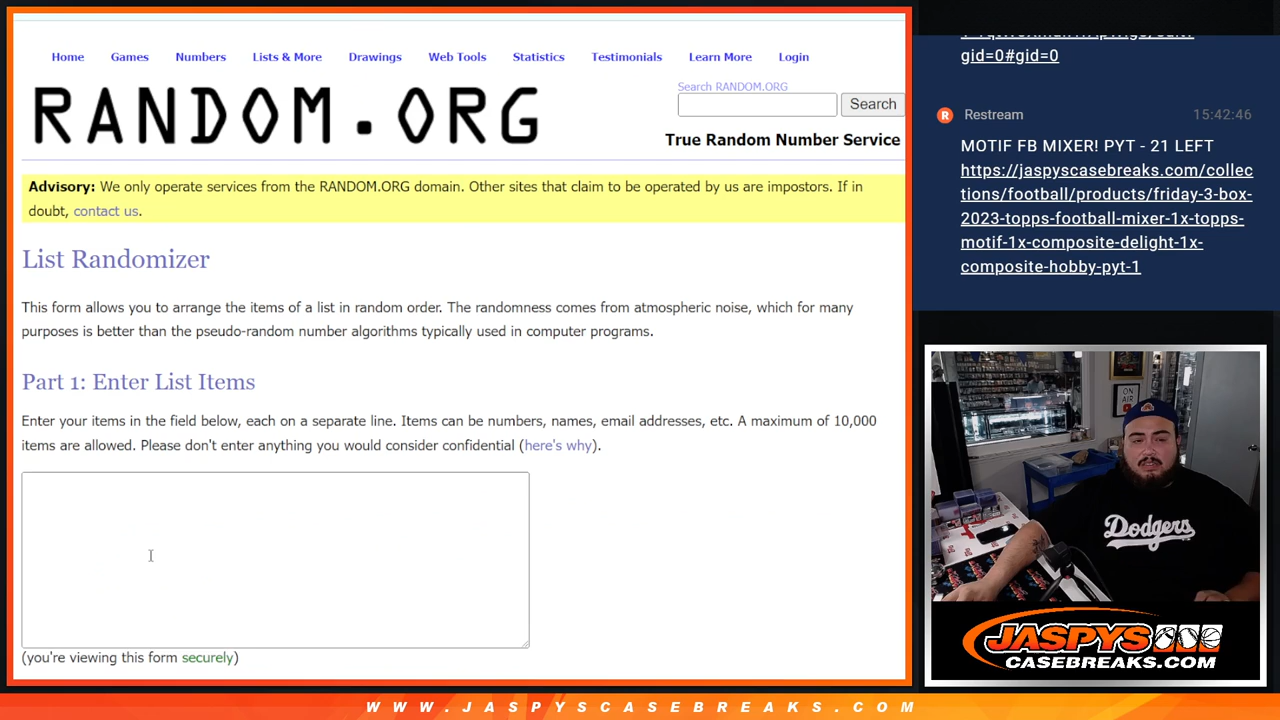 Home Games Numbers Lists & More Drawings Web Tools Statistics Testimonials Learn More Login
RANDOM.ORG
Search RANDOM.ORG
Search
True Random Number Service
Advisory: We only operate services from the RANDOM.ORG domain. Other sites that claim to be operated by us are impostors. If in
doubt, contact us.
List Randomizer
This form allows you to arrange the items of a list in random order. The randomness comes from atmospheric noise, which for many
purposes is better than the pseudo-random number algorithms typically used in computer programs.
Part 1: Enter List Items
Enter your items in the field below, each on a separate line. Items can be numbers, names, email addresses, etc. A maximum of 10,000
items are allowed. Please don't enter anything you would consider confidential (here's why).
(you're viewing this form securely)
gid=0#gid=0
Restream 15:42:46
MOTIF FB MIXER! PYT - 21 LEFT
https://jaspyscasebreaks.com/collec
tions/football/products/friday-3-box-
2023-topps-football-mixer-1x-topps-
motif-1x-composite-delight-1x-
composite-hobby-pyt-1
ON
AIR
Dodgers
JASPYS
CASEBREAKS.COM
WWW.JASPYSCASEBREAKS.COM